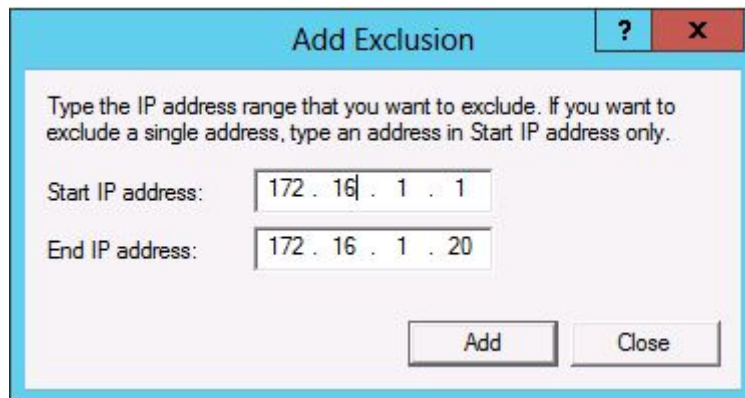 Add Exclusion
?
x
Type the IP address range that you want to exclude. If you want to
exclude a single address, type an address in Start IP address only.
Start IP address: 172 . 16 . 1 . 1
End IP address: 172 . 16 . 1 . 20
Add Close